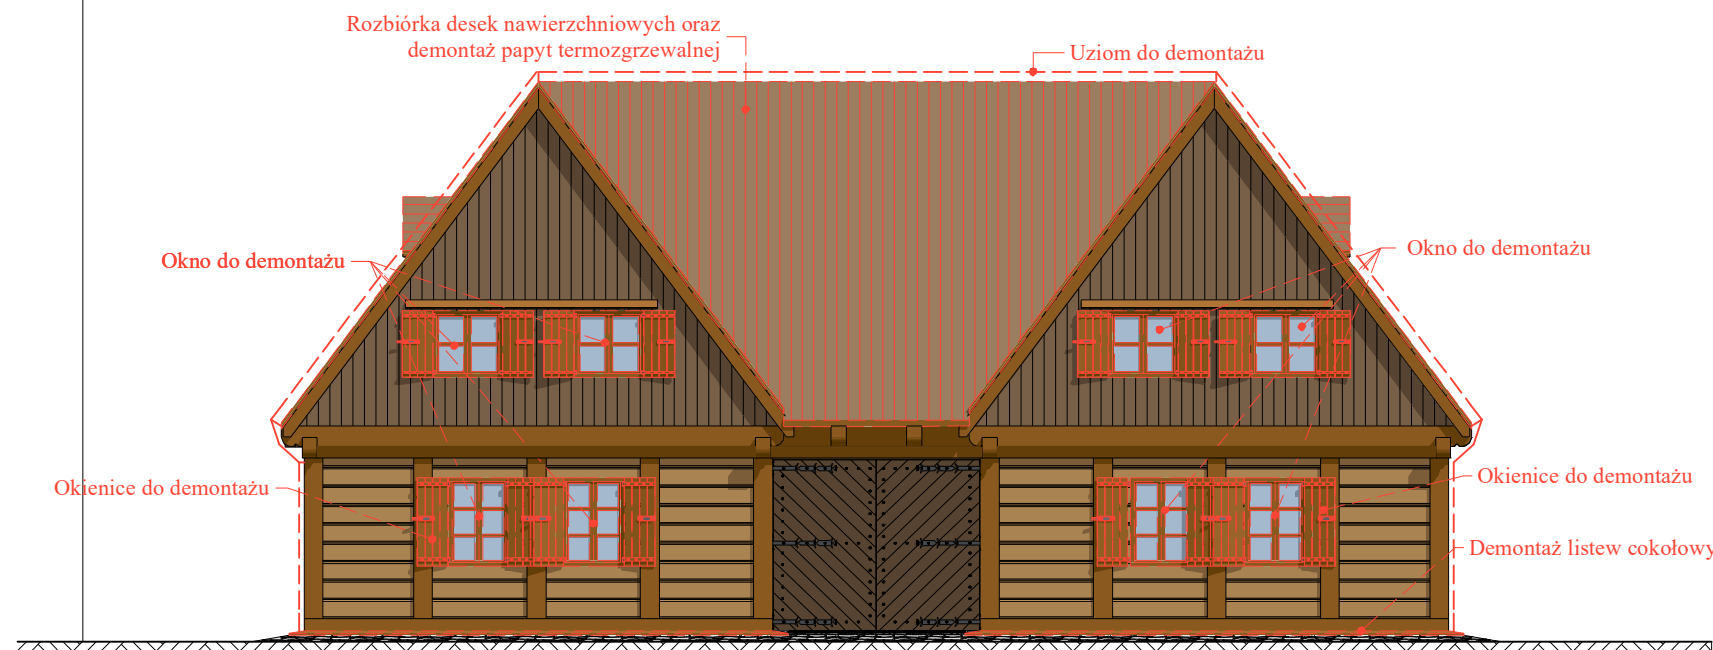 Rozbiórka desek nawierzchniowych oraz
demontaż papyt termozgrzewalnej
Uziom do demontażu
Okno do demontażu
Okno do demontażu
Okienice do demontażu
Okienice do demontażu
Demontaż listew cokołowy